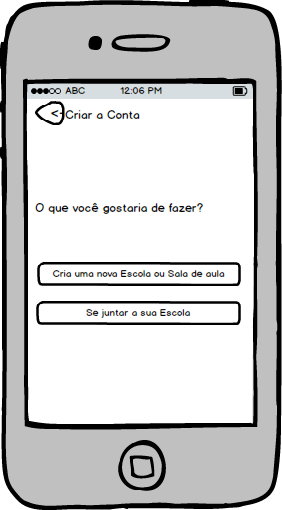 ABC 12:06 PM
< Criar a Conta
O que você gostaria de fazer?
Cria uma nova Escola ou Sala de aula
Se juntar a sua Escola